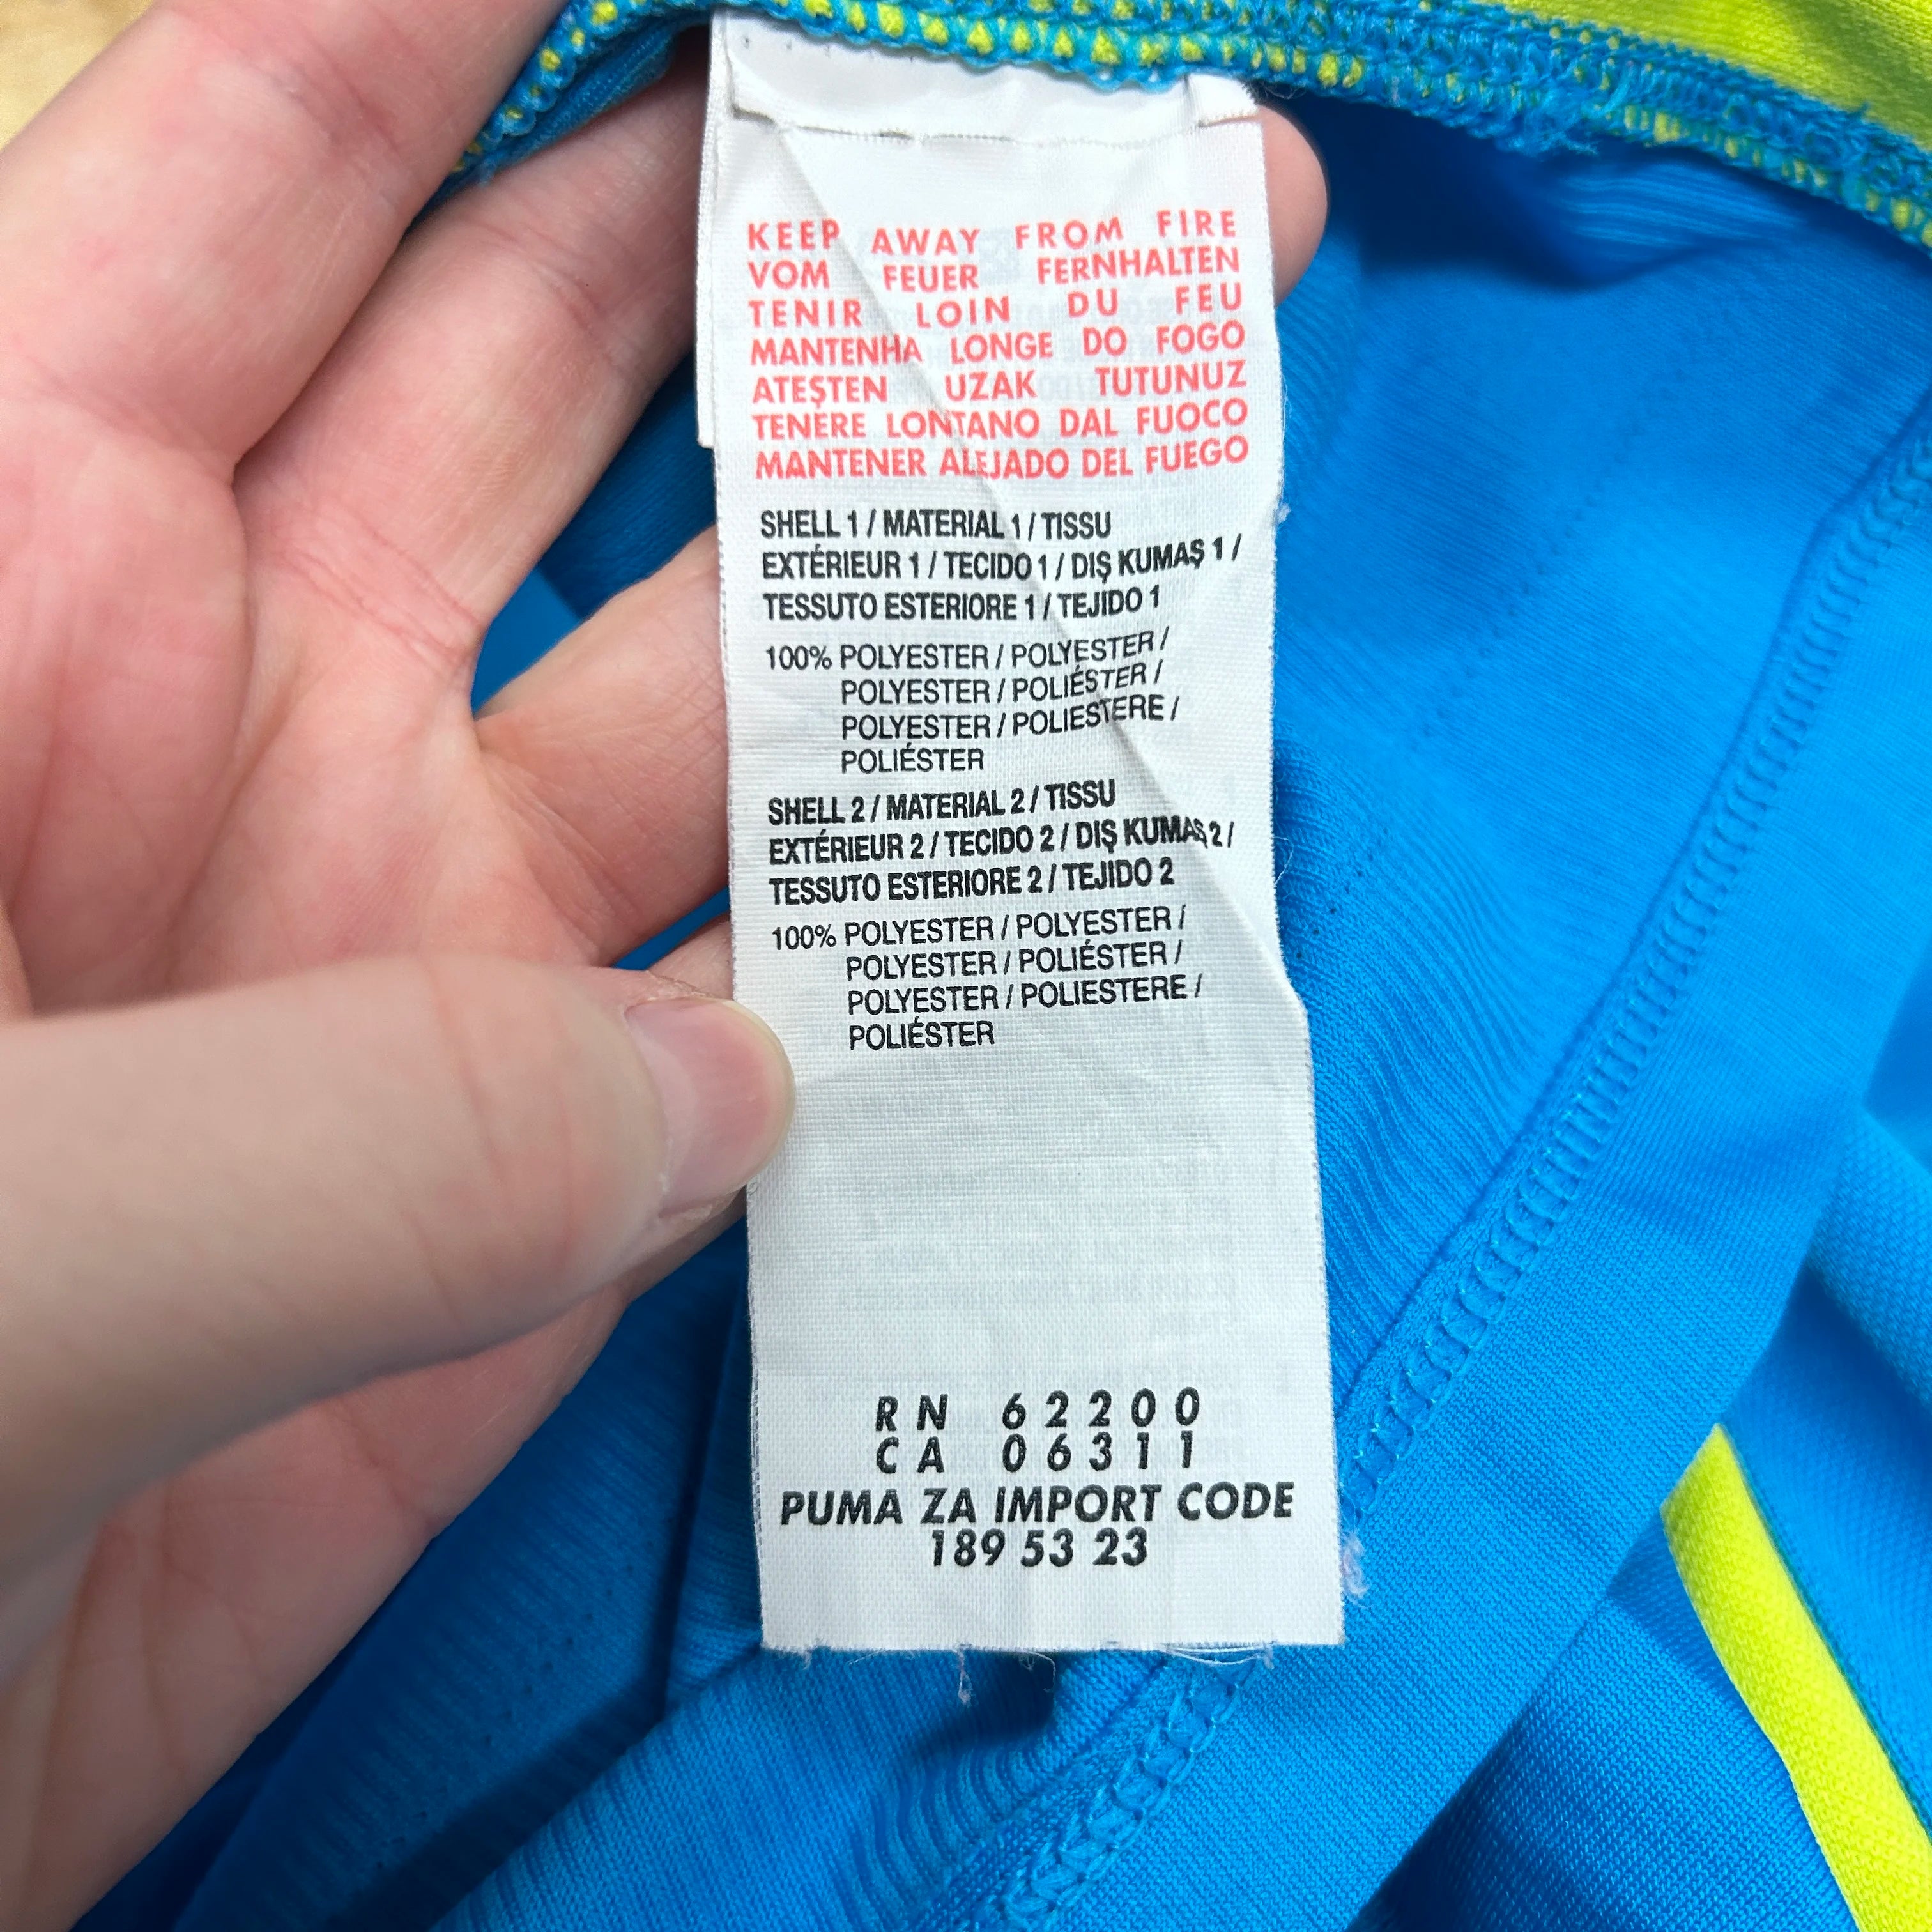 KEEP AWAY FROM FIRE
VOM FEUER FERNHALTEN
TENIR LOIN DU FEU
MANTENHA LONGE DO FOGO
ATEŞTEN UZAK TUTUNUZ
TENERE LONTANO DAL FUOCO
MANTENER ALEJADO DEL FUEGO
SHELL 1 / MATERIAL 1 / TISSU
EXTÉRIEUR 1 / TECIDO 1 / DIŞ KUMAŞ 1 /
TESSUTO ESTERIORE 1 / TEJIDO 1
100% POLYESTER / POLYESTER /
POLYESTER / POLIÉSTER /
POLYESTER / POLIESTERE /
POLIÉSTER
SHELL 2 / MATERIAL 2 / TISSU
EXTÉRIEUR 2 / TECIDO 2 / DIŞ KUMAŞ 2 /
TESSUTO ESTERIORE 2 / TEJIDO 2
100% POLYESTER / POLYESTER /
POLYESTER / POLIÉSTER /
POLYESTER / POLIESTERE /
POLIÉSTER
RN 62200
CA 06311
PUMA ZA IMPORT CODE
189 53 23